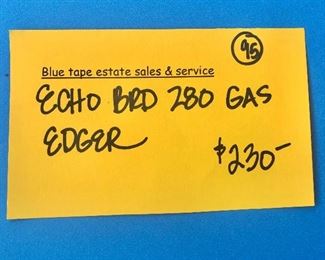 95
Blue tape estate sales & service
ECHO BRD 280 GAS
EDGER
$230-